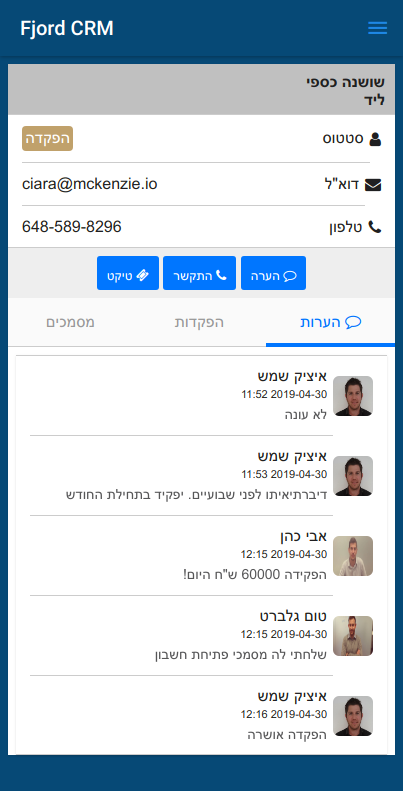 Fjord CRM
שושנה כספי
ליד
סטטוס הפקדה
דוא"ל ciara@mckenzie.io
טלפון 648-589-8296
הערה התקשר טיקט
הערות הפקדות מסמכים
איציק שמש
2019-04-30 11:52
לא עונה
איציק שמש
2019-04-30 11:53
דיברתיאיתו לפני שבועיים. יפקיד בתחילת החודש
אבי כהן
2019-04-30 12:15
הפקידה 60000 ש"ח היום!
טום גלברט
2019-04-30 12:15
שלחתי לה מסמכי פתיחת חשבון
איציק שמש
2019-04-30 12:16
הפקדה אושרה